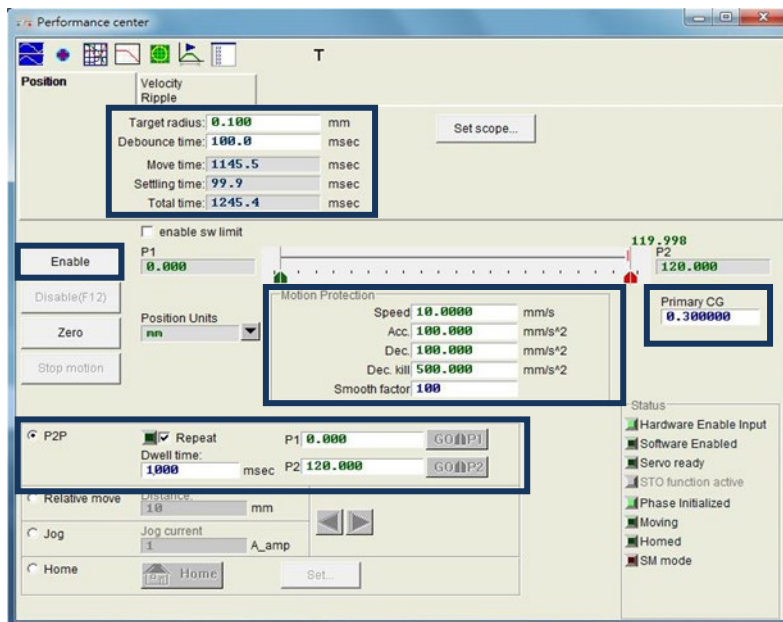 Performance center
T
Position
Velocity
Ripple
Target radius: 0.100 mm
Debounce time: 100.0 msec
Move time: 1145.5 msec
Settling time: 99.9 msec
Total time: 1245.4 msec
Set scope...
enable sw limit
119.998
P1
P2
0.000
120.000
Enable
Disable(F12)
Zero
Stop motion
Position Units
mm
Motion Protection
Speed 10.0000 mm/s
Acc. 100.000 mm/s^2
Dec. 100.000 mm/s^2
Dec. kill 500.000 mm/s^2
Smooth factor 100
Primary CG
0.300000
P2P
Repeat
P1 0.000 GO P1
Dwell time:
1000 msec
P2 120.000 GO P2
Relative move
Distance:
10 mm
Jog
Jog current
1 A_amp
Home
Home
Set...
Status
Hardware Enable Input
Software Enabled
Servo ready
STO function active
Phase Initialized
Moving
Homed
SM mode